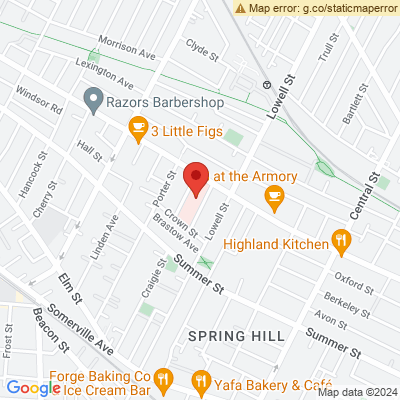 Map error: g.co/staticmaperror
Morrison Ave
Clyde St
Trull St
Lexington Ave
Windsor Rd
Razors Barbershop
Lowell St
Bartlett St
3 Little Figs
Hall St
Hancock St
Cherry St
Porter St
at the Armory
Central St
Linden Ave
Crown St
Brastow Ave
Lowell St
Highland Kitchen
Elm St
Craigie St
Summer St
Oxford St
Berkeley St
Avon St
Somerville Ave
Beacon St
Frost St
SPRING HILL
Summer St
Forge Baking Co
Ice Cream Bar
Yafa Bakery & Café
Google
Map data ©2024